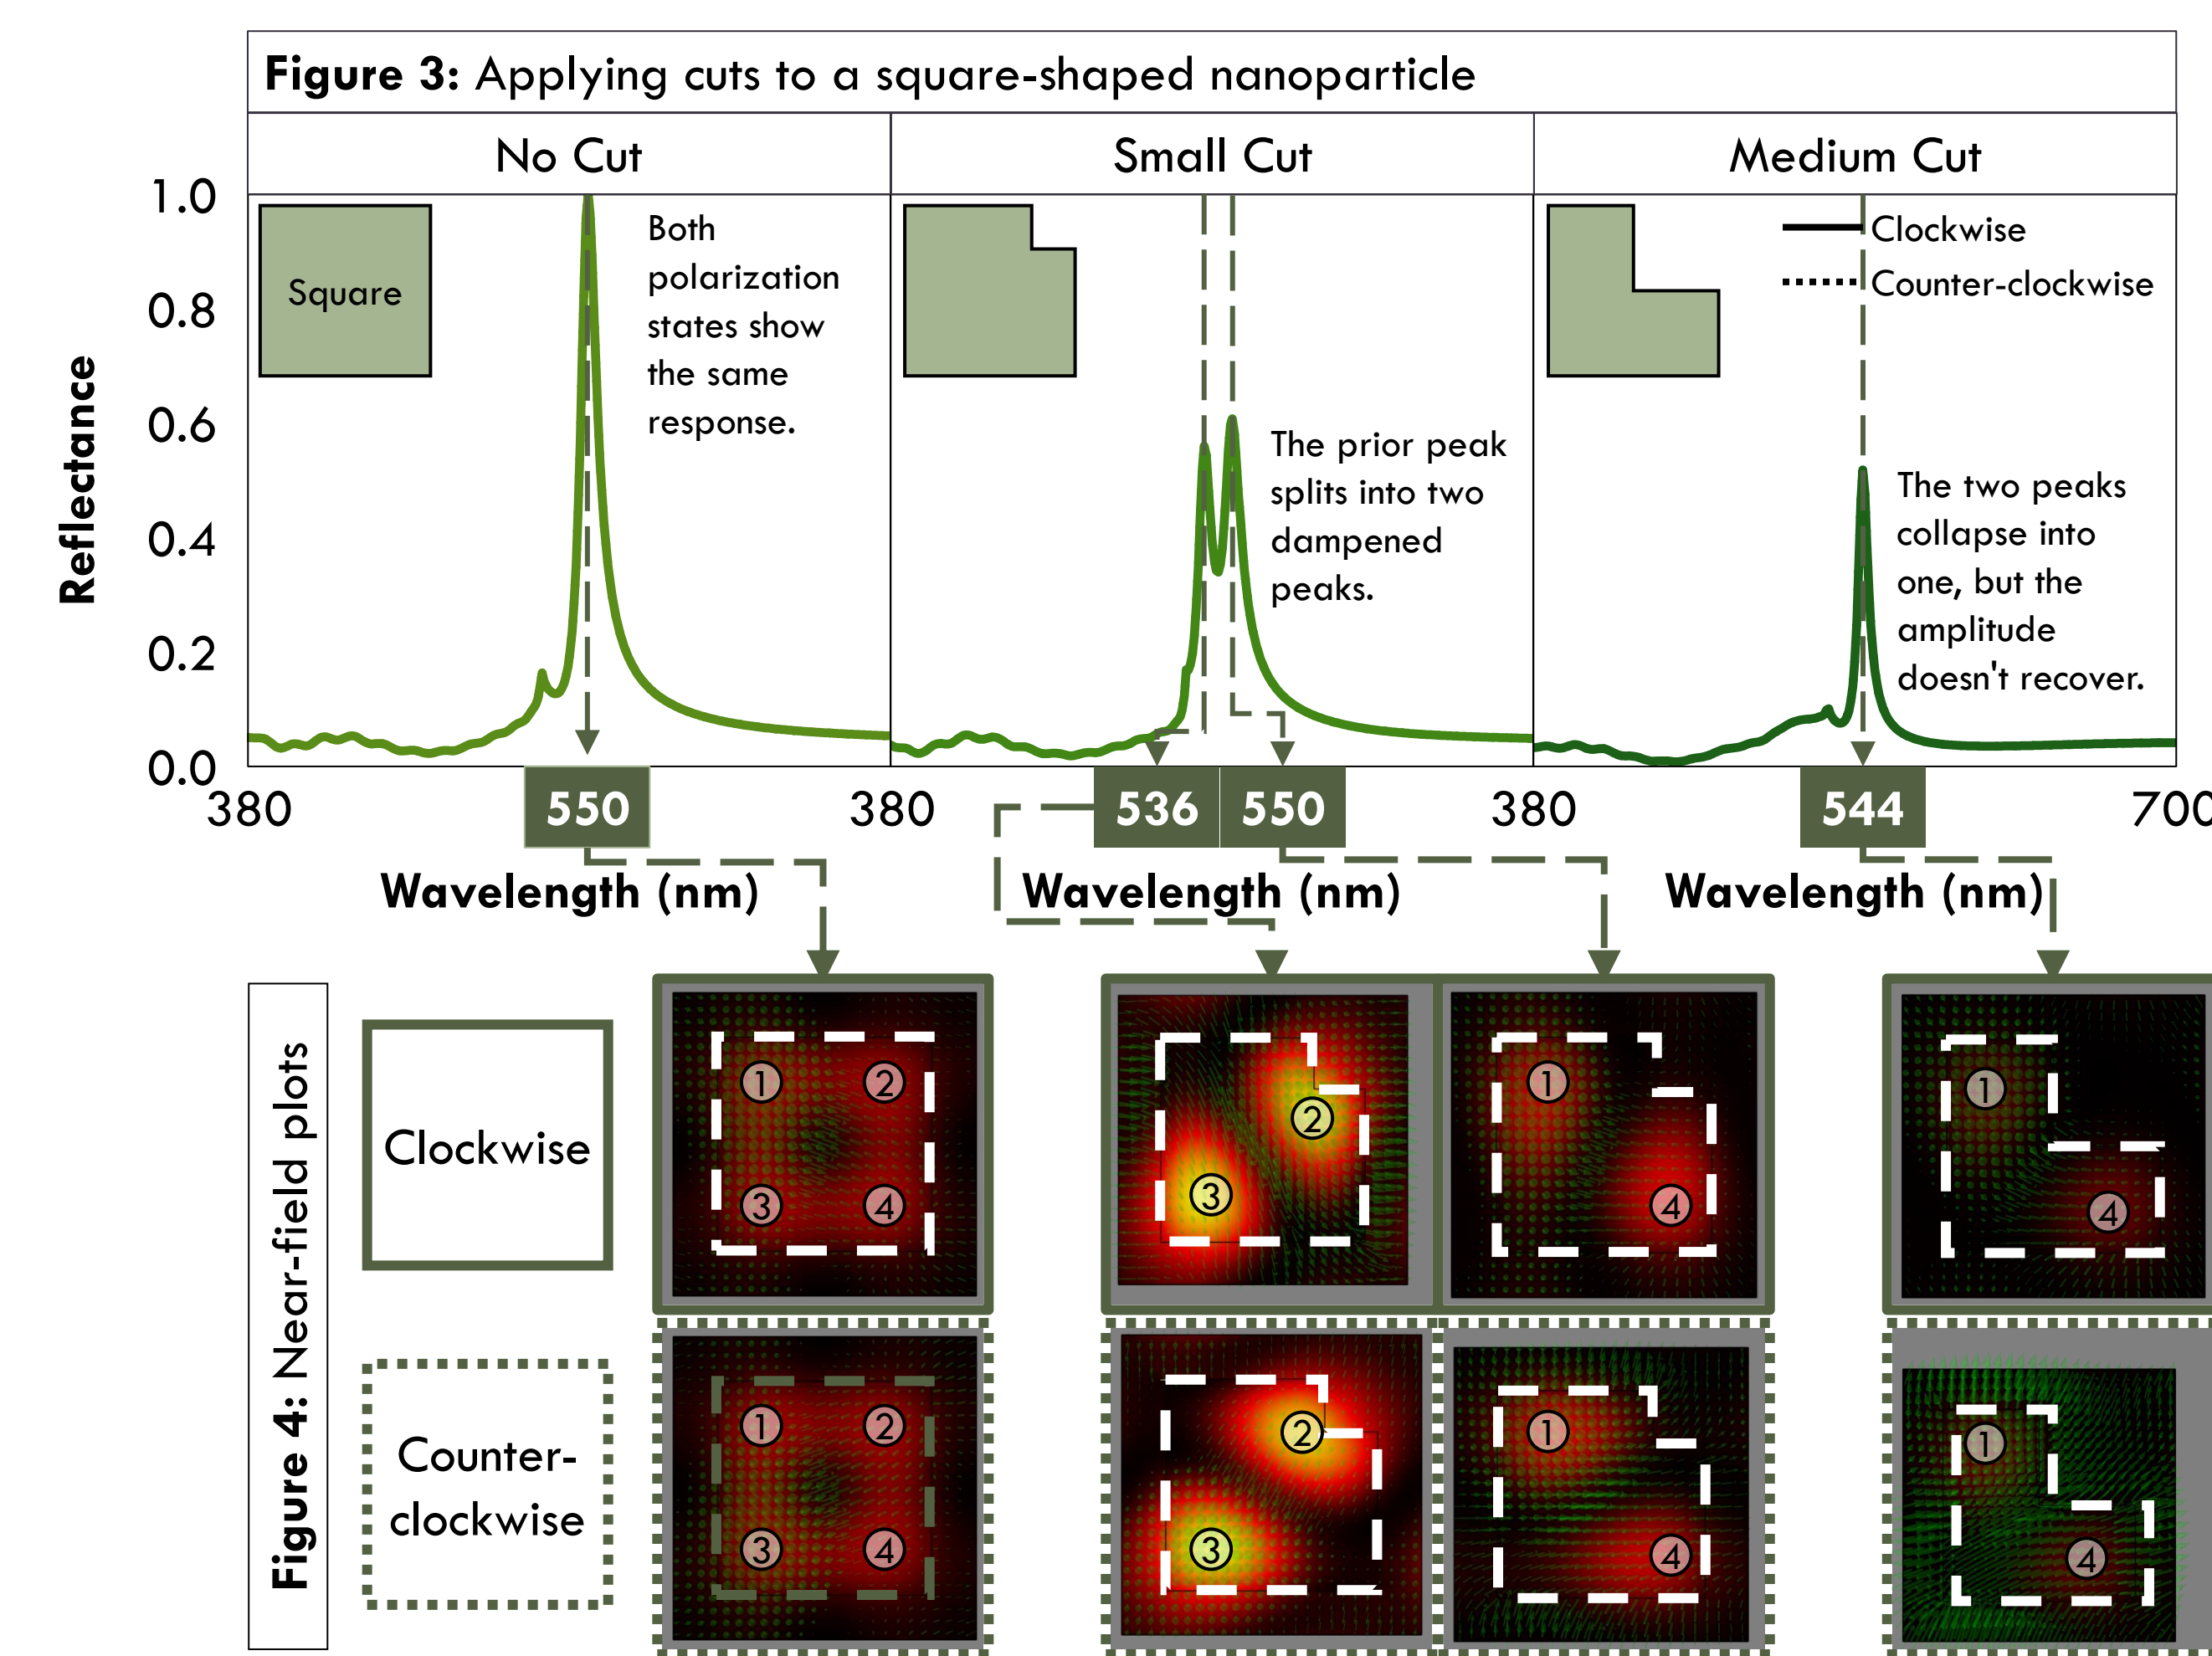 Figure 3: Applying cuts to a square-shaped nanoparticle
No Cut
Small Cut
Medium Cut
Reflectance
1.0
0.8
0.6
0.4
0.2
0.0
Square
Both
polarization
states show
the same
response.
The prior peak
splits into two
dampened
peaks.
Clockwise
Counter-clockwise
The two peaks
collapse into
one, but the
amplitude
doesn't recover.
380
550
380
536
550
380
544
700
Wavelength (nm)
Wavelength (nm)
Wavelength (nm)
Figure 4: Near-field plots
Clockwise
1 2
3 4
2
3
1
4
1
4
Counter-
clockwise
1 2
3 4
2
3
1
4
1
4